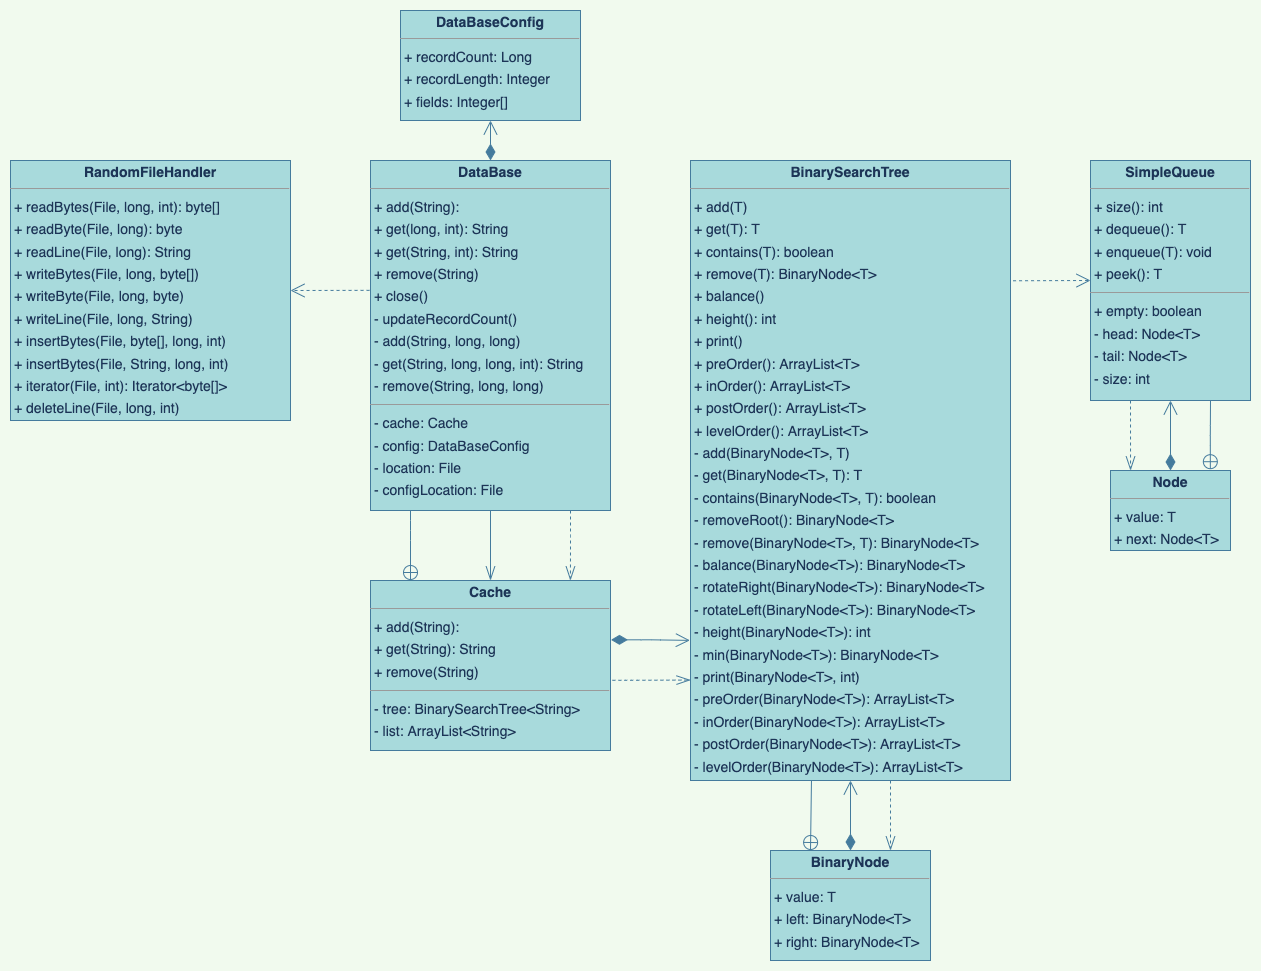 DataBaseConfig
+ recordCount: Long
+ recordLength: Integer
+ fields: Integer[]
RandomFileHandler
+ readBytes(File, long, int): byte[]
+ readByte(File, long): byte
+ readLine(File, long): String
+ writeBytes(File, long, byte[])
+ writeByte(File, long, byte)
+ writeLine(File, long, String)
+ insertBytes(File, byte[], long, int)
+ insertBytes(File, String, long, int)
+ iterator(File, int): Iterator<byte[]>
+ deleteLine(File, long, int)
DataBase
+ add(String):
+ get(long, int): String
+ get(String, int): String
+ remove(String)
+ close()
- updateRecordCount()
- add(String, long, long)
- get(String, long, long, int): String
- remove(String, long, long)
- cache: Cache
- config: DataBaseConfig
- location: File
- configLocation: File
Cache
+ add(String):
+ get(String): String
+ remove(String)
- tree: BinarySearchTree<String>
- list: ArrayList<String>
BinarySearchTree
+ add(T)
+ get(T): T
+ contains(T): boolean
+ remove(T): BinaryNode<T>
+ balance()
+ height(): int
+ print()
+ preOrder(): ArrayList<T>
+ inOrder(): ArrayList<T>
+ postOrder(): ArrayList<T>
+ levelOrder(): ArrayList<T>
- add(BinaryNode<T>, T)
- get(BinaryNode<T>, T): T
- contains(BinaryNode<T>, T): boolean
- removeRoot(): BinaryNode<T>
- remove(BinaryNode<T>, T): BinaryNode<T>
- balance(BinaryNode<T>): BinaryNode<T>
- rotateRight(BinaryNode<T>): BinaryNode<T>
- rotateLeft(BinaryNode<T>): BinaryNode<T>
- height(BinaryNode<T>): int
- min(BinaryNode<T>): BinaryNode<T>
- print(BinaryNode<T>, int)
- preOrder(BinaryNode<T>): ArrayList<T>
- inOrder(BinaryNode<T>): ArrayList<T>
- postOrder(BinaryNode<T>): ArrayList<T>
- levelOrder(BinaryNode<T>): ArrayList<T>
BinaryNode
+ value: T
+ left: BinaryNode<T>
+ right: BinaryNode<T>
SimpleQueue
+ size(): int
+ dequeue(): T
+ enqueue(T): void
+ peek(): T
+ empty: boolean
- head: Node<T>
- tail: Node<T>
- size: int
Node
+ value: T
+ next: Node<T>